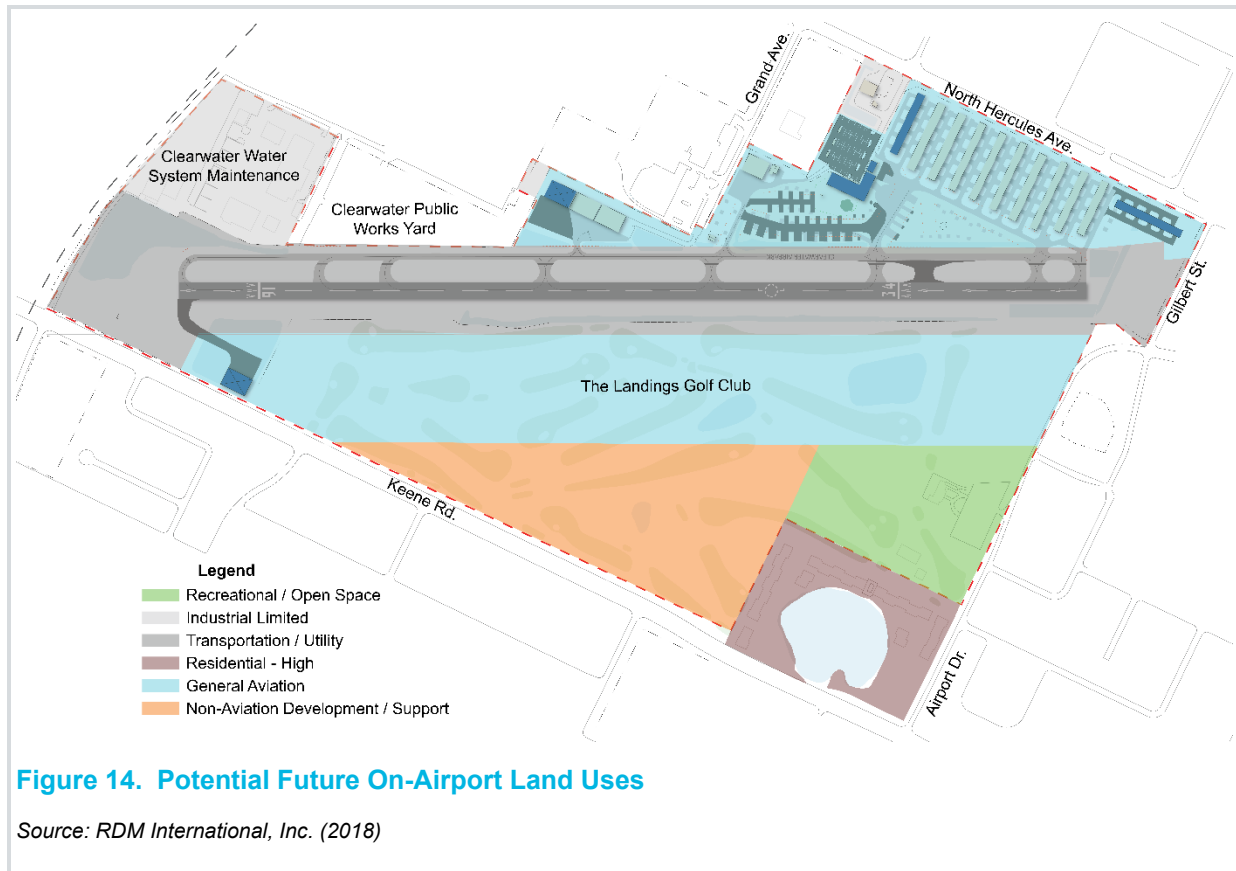 Grand Ave.
North Hercules Ave.
Clearwater Water
System Maintenance
Clearwater Public
Works Yard
Gilbert St.
16
34
The Landings Golf Club
Keene Rd.
Airport Dr.
Legend
Recreational / Open Space
Industrial Limited
Transportation / Utility
Residential - High
General Aviation
Non-Aviation Development / Support
Figure 14. Potential Future On-Airport Land Uses
Source: RDM International, Inc. (2018)